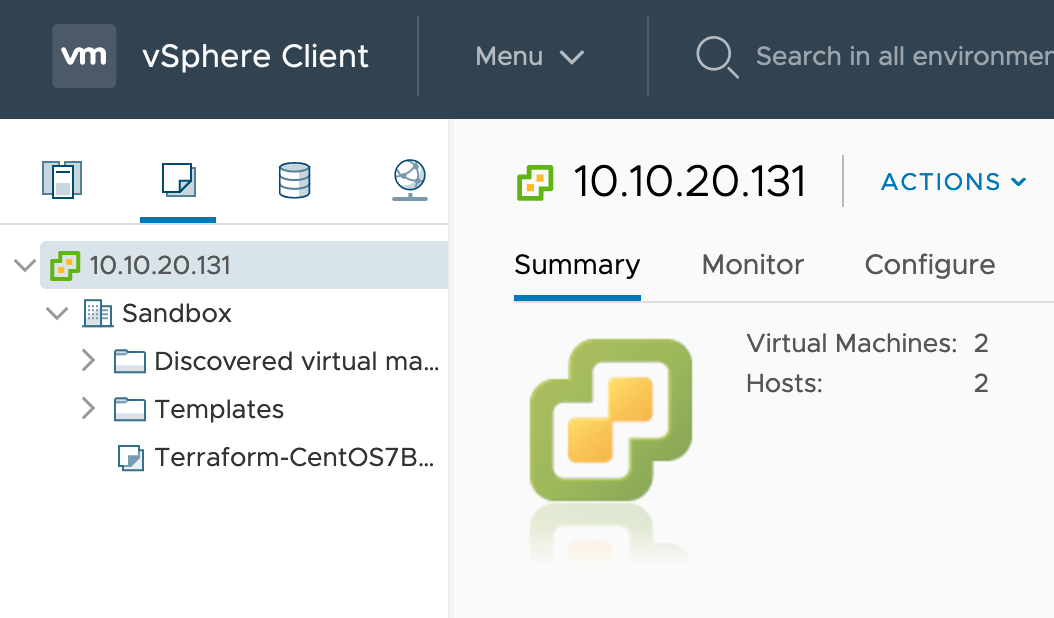 vm vSphere Client Menu Search in all environmen
10.10.20.131 ACTIONS
Summary Monitor Configure
Virtual Machines: 2
Hosts: 2
10.10.20.131
Sandbox
Discovered virtual ma...
Templates
Terraform-CentOS7B...